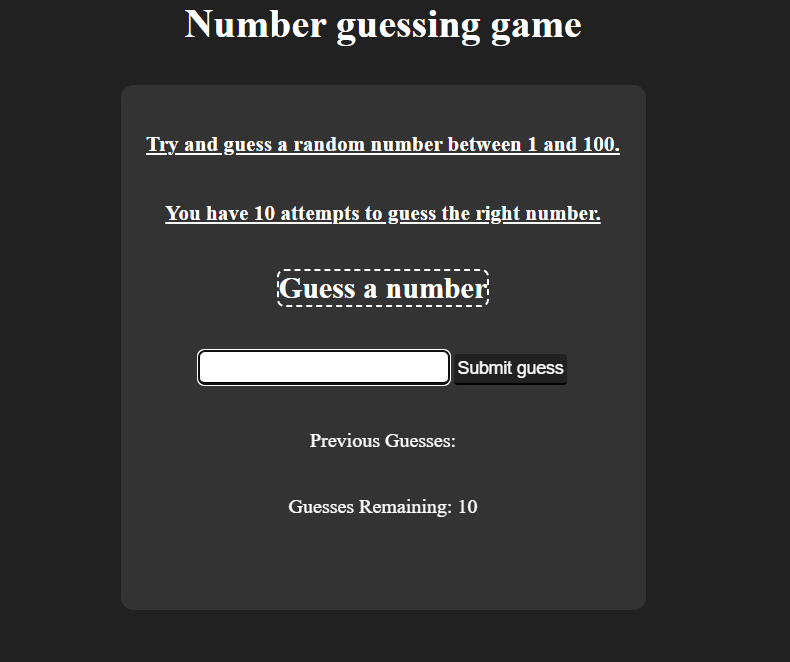 Number guessing game
Try and guess a random number between 1 and 100.
You have 10 attempts to guess the right number.
Guess a number
Submit guess
Previous Guesses:
Guesses Remaining: 10